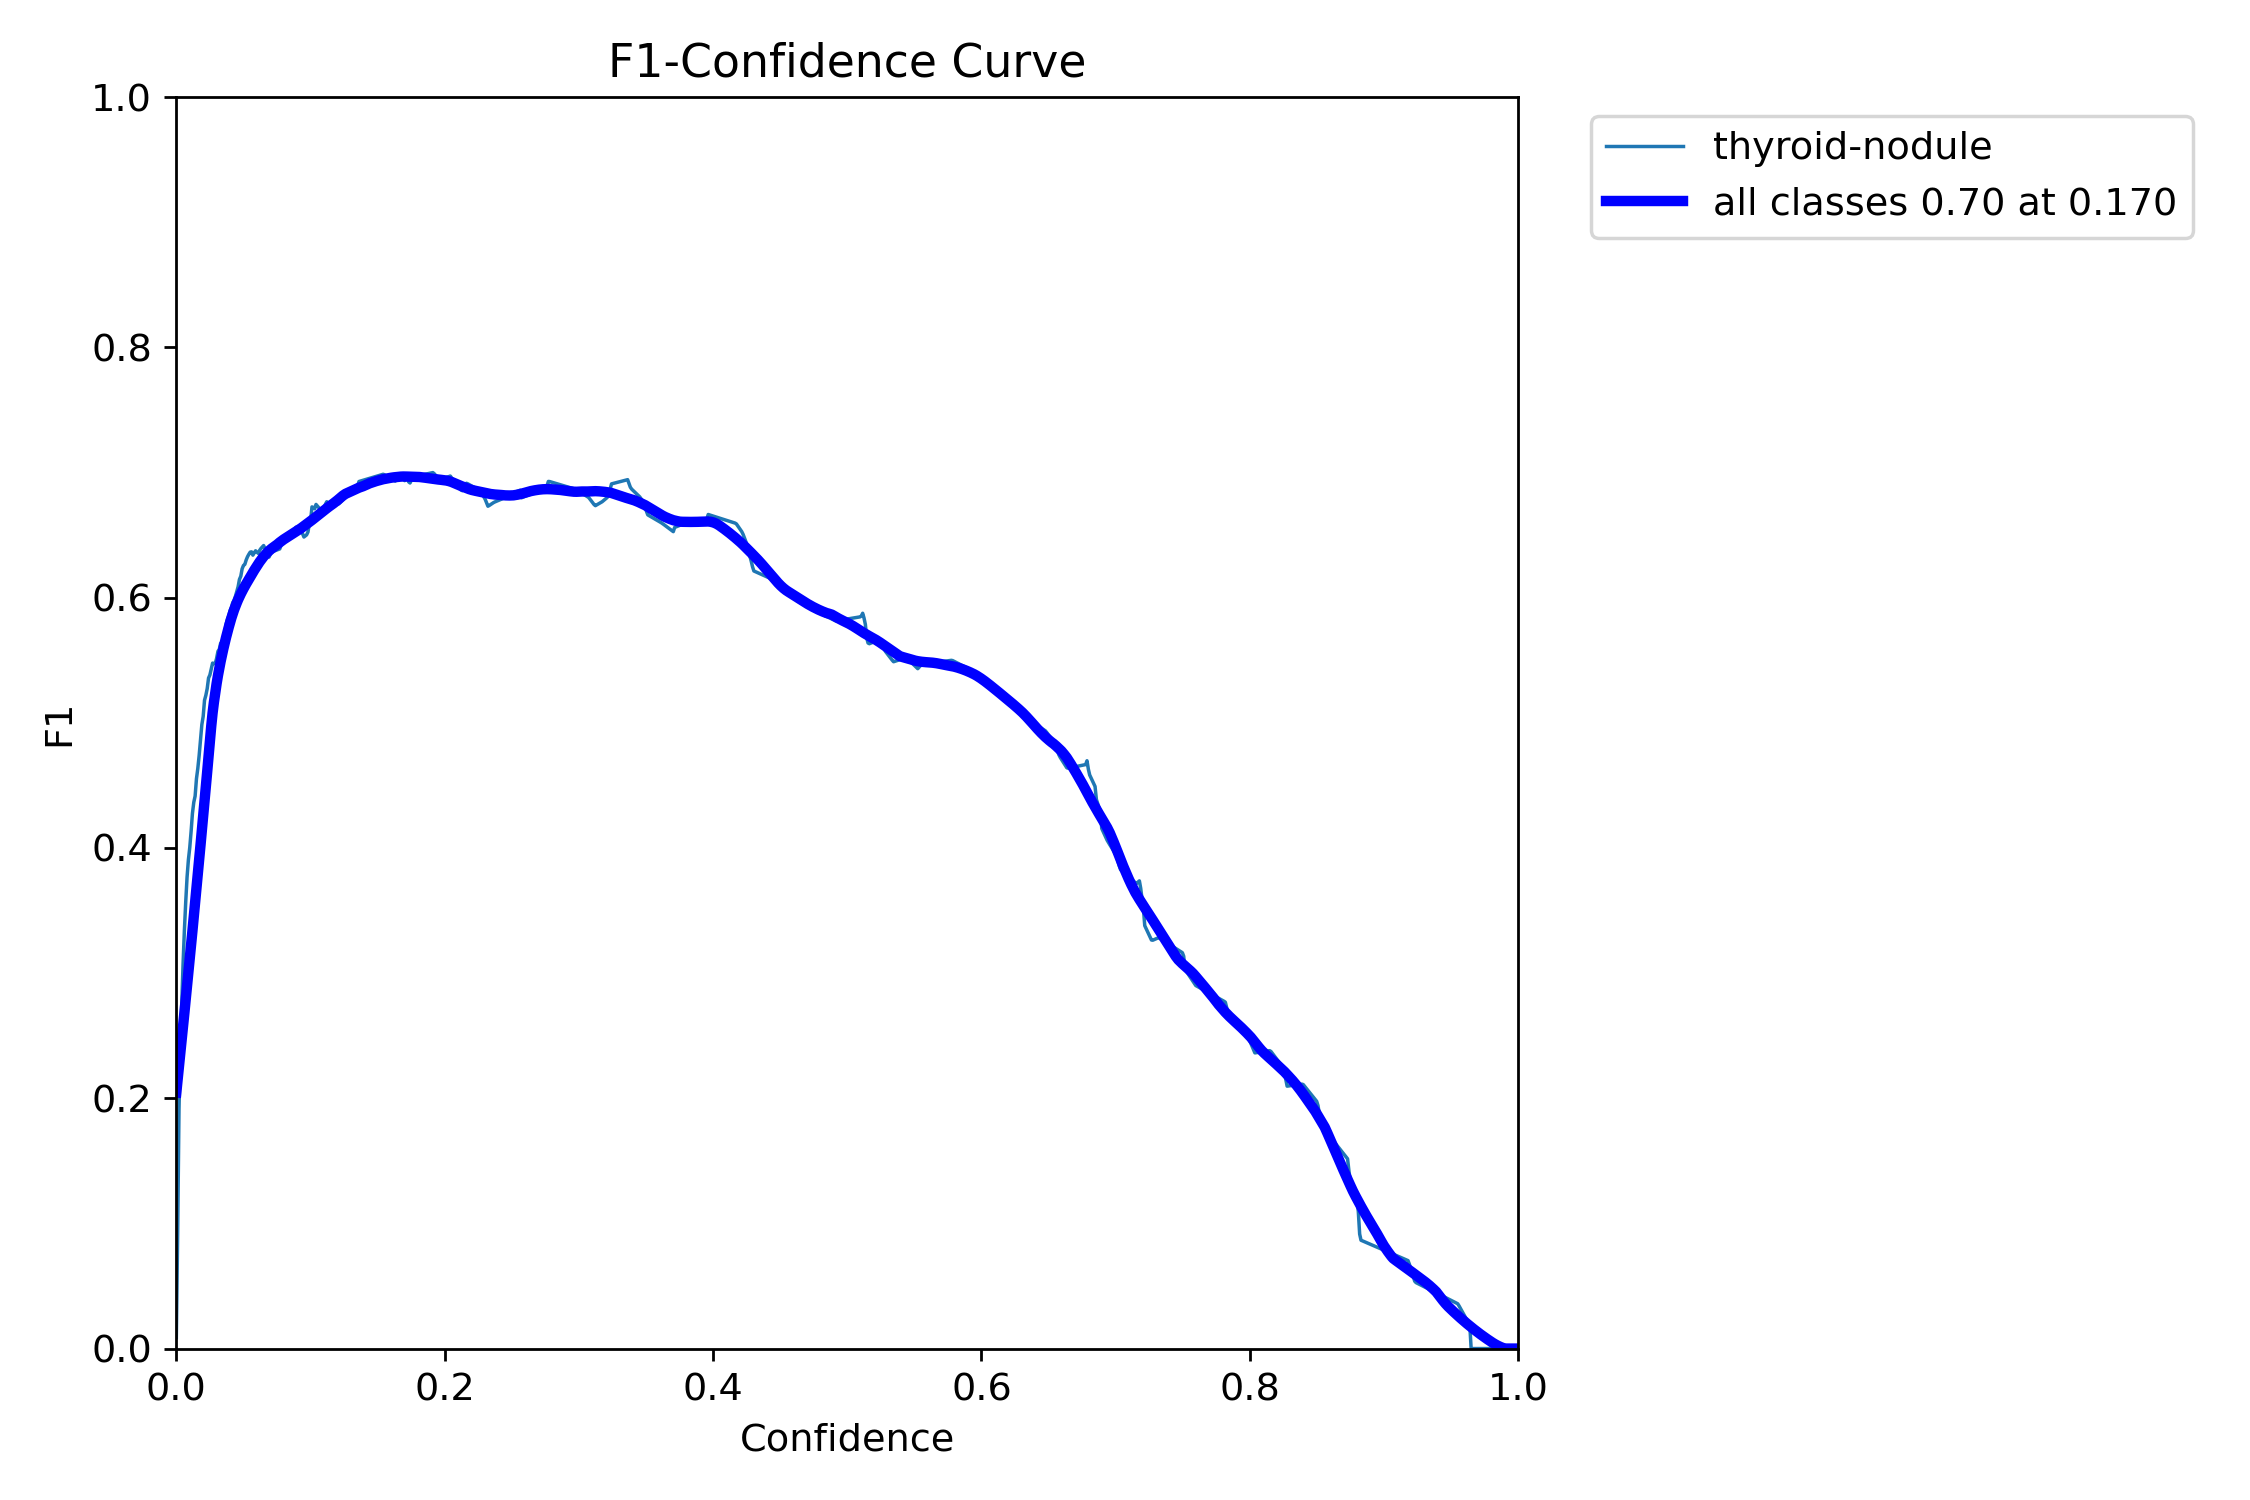 F1-Confidence Curve
thyroid-nodule
all classes 0.70 at 0.170
1.0
0.8
0.6
0.4
0.2
0.0
F1
0.0 0.2 0.4 0.6 0.8 1.0
Confidence